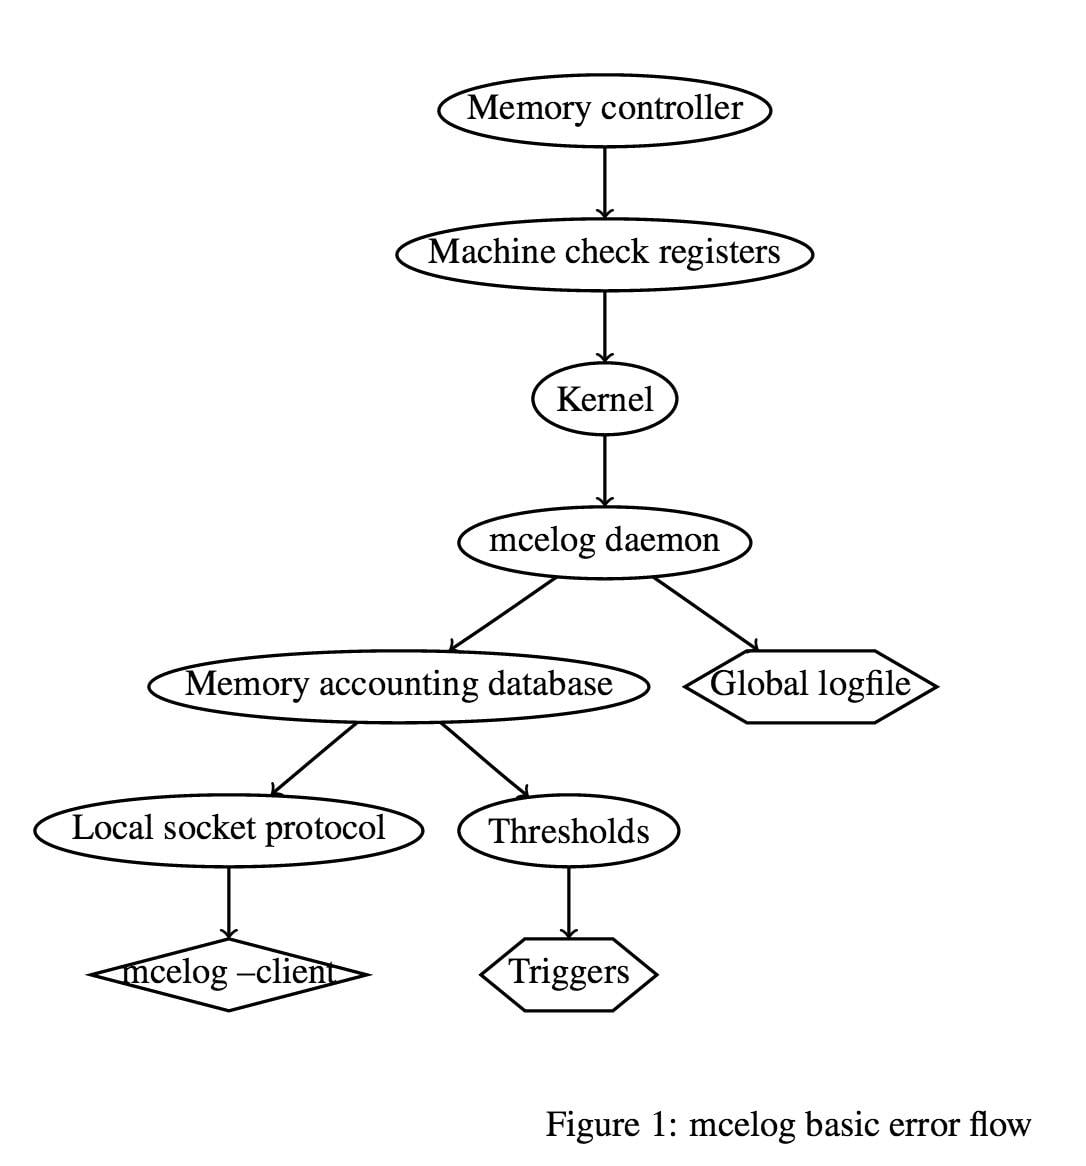 Memory controller
Machine check registers
Kernel
mcelog daemon
Memory accounting database
Global logfile
Local socket protocol
Thresholds
mcelog –client
Triggers
Figure 1: mcelog basic error flow